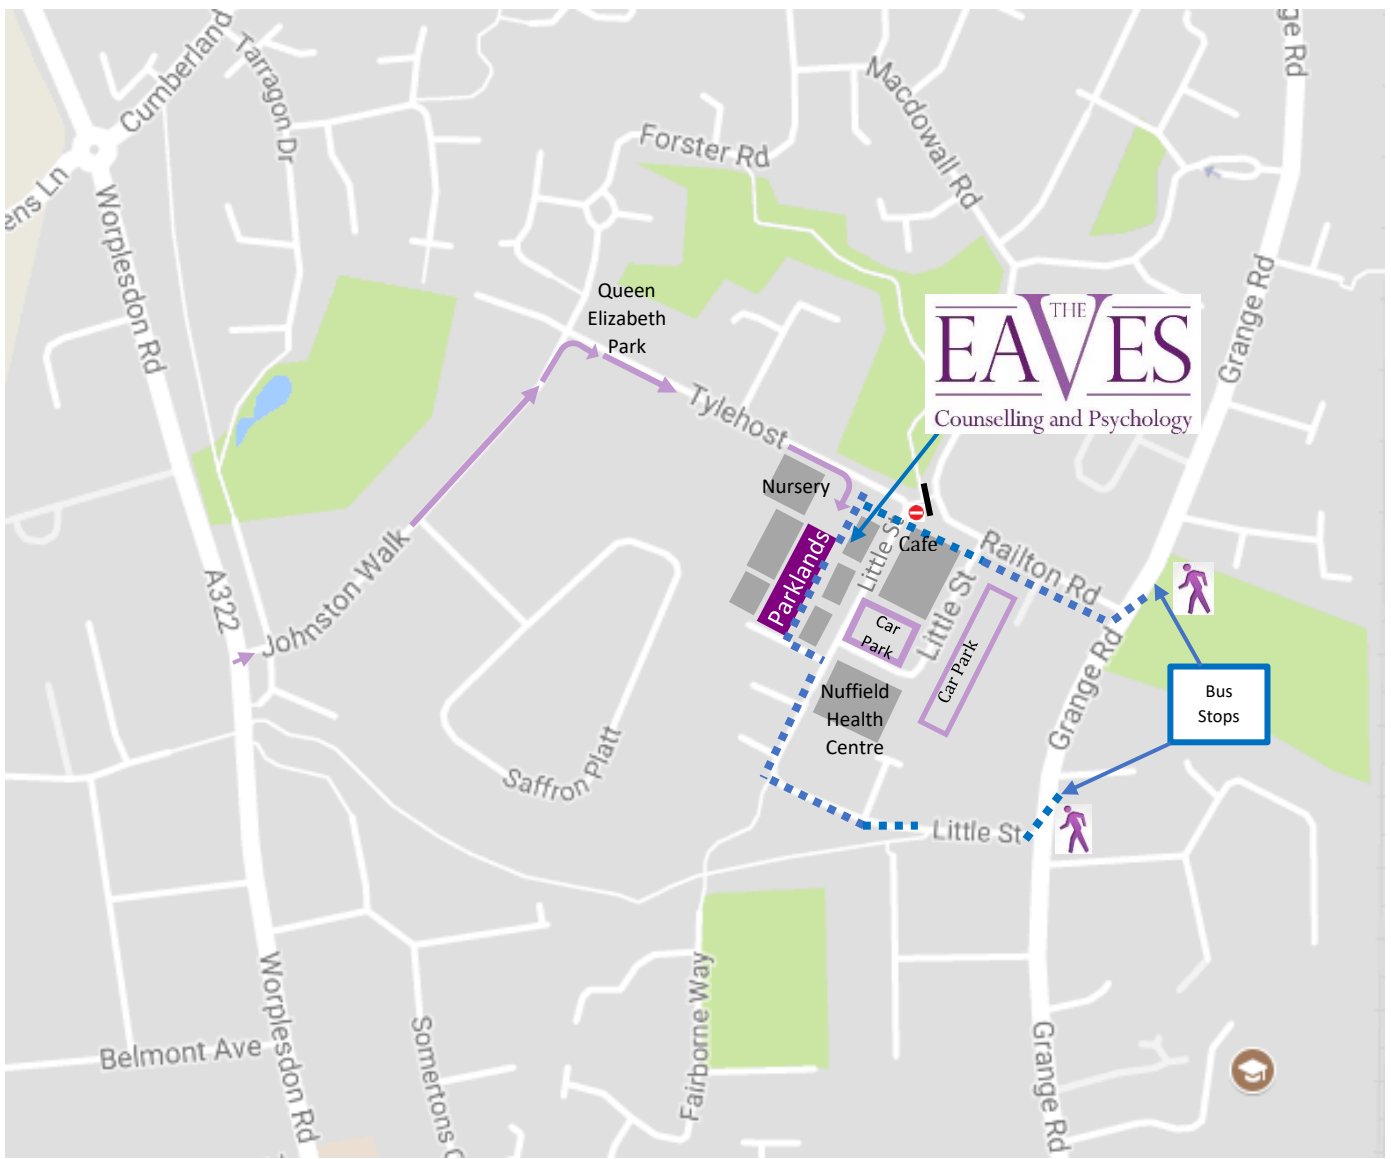 Cumberland
Tarragon Dr
ens Ln
Worplesdon Rd
Forster Rd
Macdowall Rd
ge Rd
Grange Rd
Queen
Elizabeth
Park
THE
EAVES
Counselling and Psychology
Tylehost
Nursery
Parklands
Little S
Cafe
Railton Rd
Little St
Car
Park
Car Park
Nuffield
Health
Centre
A322
Johnston Walk
Saffron Platt
Grange Rd
Bus
Stops
Little St
Worplesdon Rd
Belmont Ave
Somertons C
Fairborne Way
Grange Rd